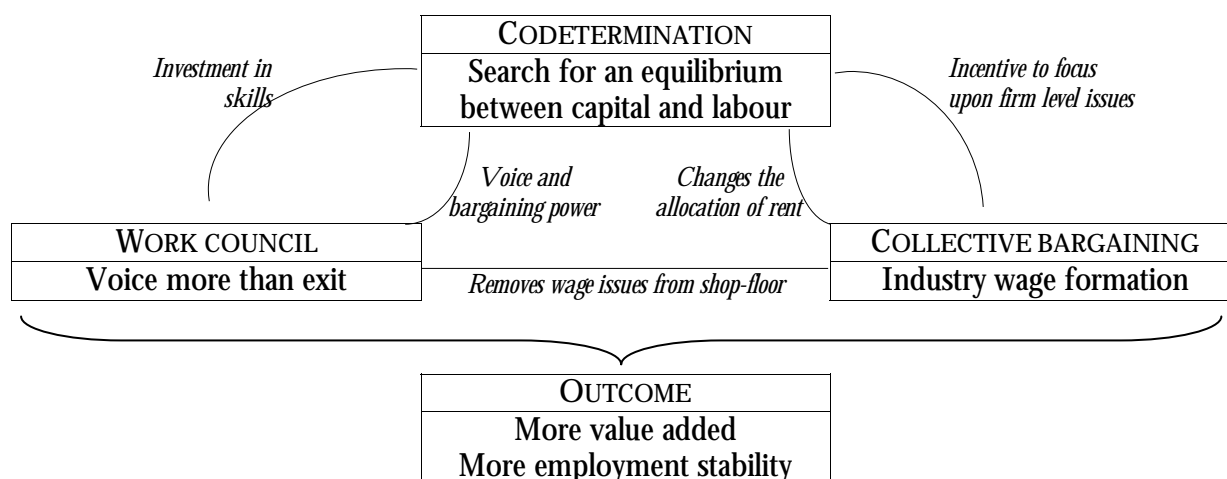 CODETERMINATION
Search for an equilibrium
between capital and labour
Investment in
skills
Incentive to focus
upon firm level issues
Voice and
bargaining power
Changes the
allocation of rent
WORK COUNCIL
Voice more than exit
Removes wage issues from shop-floor
COLLECTIVE BARGAINING
Industry wage formation
OUTCOME
More value added
More employment stability